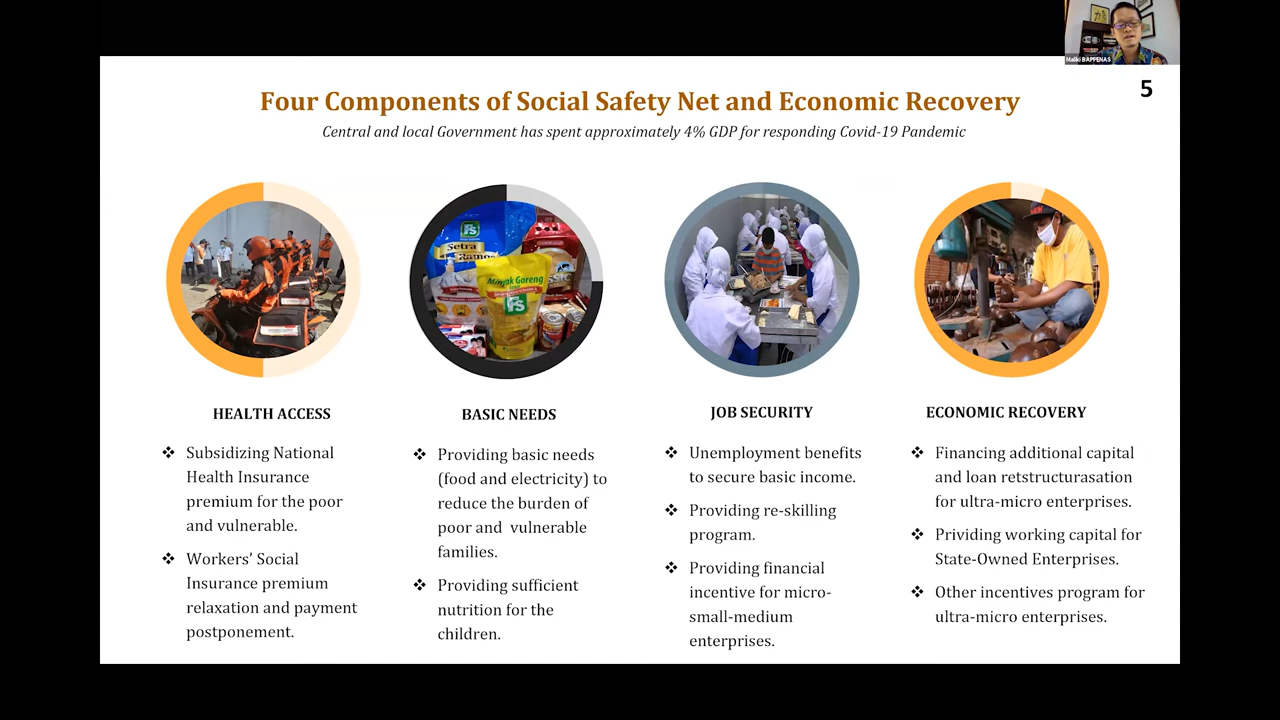 Maliki BAPPENAS
5
Four Components of Social Safety Net and Economic Recovery
Central and local Government has spent approximately 4% GDP for responding Covid-19 Pandemic
FS
Setra
Ramos
Minyak Goreng
FS
HEALTH ACCESS
❖ Subsidizing National
Health Insurance
premium for the poor
and vulnerable.
❖ Workers' Social
Insurance premium
relaxation and payment
postponement.
BASIC NEEDS
❖ Providing basic needs
(food and electricity) to
reduce the burden of
poor and vulnerable
families.
❖ Providing sufficient
nutrition for the
children.
JOB SECURITY
❖ Unemployment benefits
to secure basic income.
❖ Providing re-skilling
program.
❖ Providing financial
incentive for micro-
small-medium
enterprises.
ECONOMIC RECOVERY
❖ Financing additional capital
and loan retstructurasation
for ultra-micro enterprises.
❖ Prividing working capital for
State-Owned Enterprises.
❖ Other incentives program for
ultra-micro enterprises.